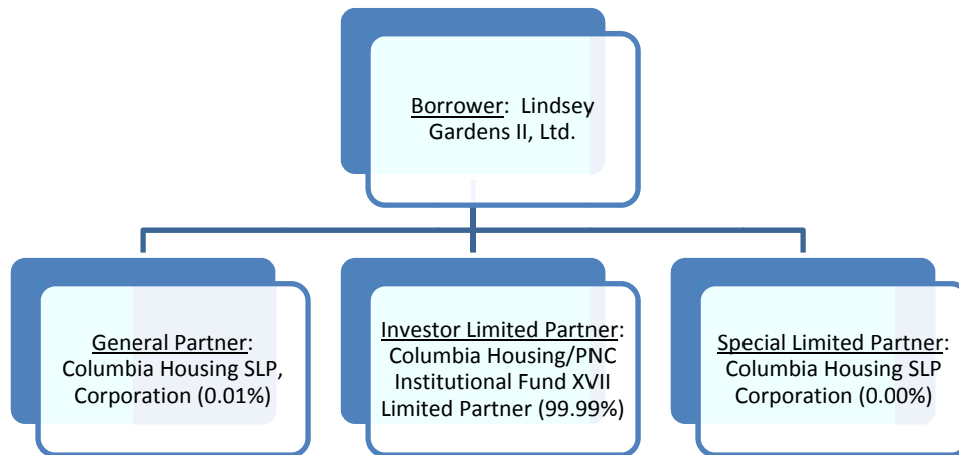 Borrower: Lindsey
Gardens II, Ltd.
General Partner:
Columbia Housing SLP,
Corporation (0.01%)
Investor Limited Partner:
Columbia Housing/PNC
Institutional Fund XVII
Limited Partner (99.99%)
Special Limited Partner:
Columbia Housing SLP
Corporation (0.00%)